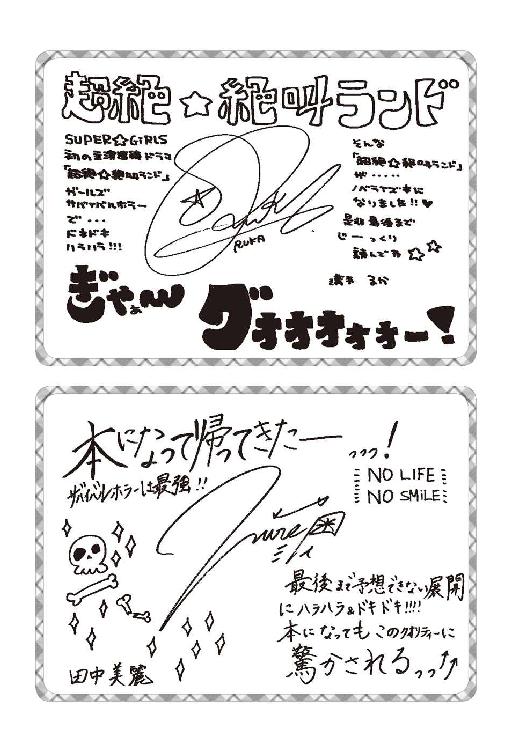 超絶☆絶叫ランド
SUPER☆GiRLS
初の主演連続ドラマ
「超絶☆絶叫ランド」
ガールズ
サバイバルホラー
で・・・
ドキドキ
ハラハラ!!!
RUKA
そんな
「超絶☆絶叫ランド」
が・・・・・
ノベライズ本に
なりました!!♥
是非最後まで
じーっくり
読んでね☆☆
るか
ぎゃぁーん
グオオオオオォー!
本になって帰ってきたーっっっ!
サバイバルホラーは最強!!
NO LIFE
NO SMiLE
ミレイ
最後まで予想できない展開
にハラハラ&ドキドキ!!!!
本になってもこのクオリティーに
驚かされるっっ↑↑
田中美麗